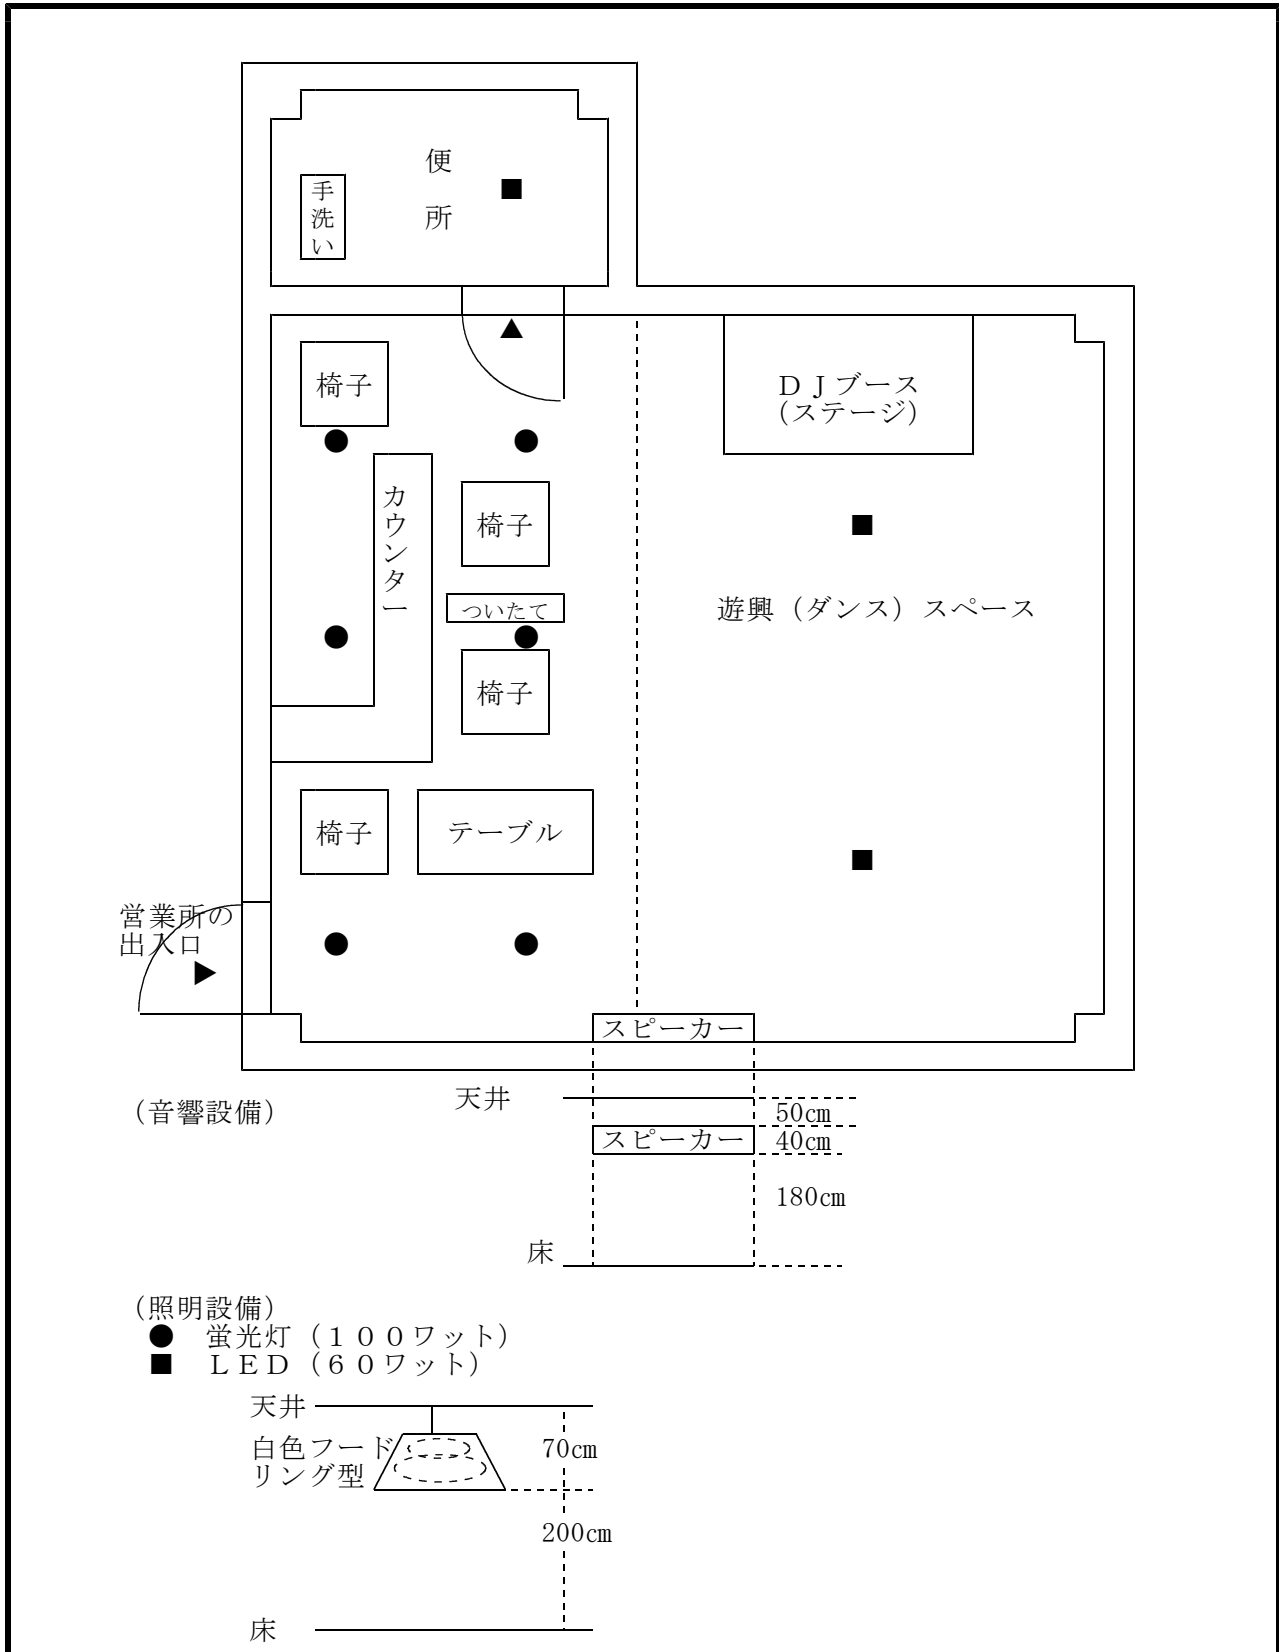 便
所
手
洗
い
椅子
ＤＪブース
（ステージ）
カウンター
椅子
ついたて
遊興（ダンス）スペース
椅子
椅子
テーブル
営業所の
出入口
スピーカー
（音響設備）
天井
50cm
スピーカー
40cm
180cm
床
（照明設備）
● 蛍光灯（１００ワット）
■ ＬＥＤ（６０ワット）
天井
白色フード
リング型
70cm
200cm
床